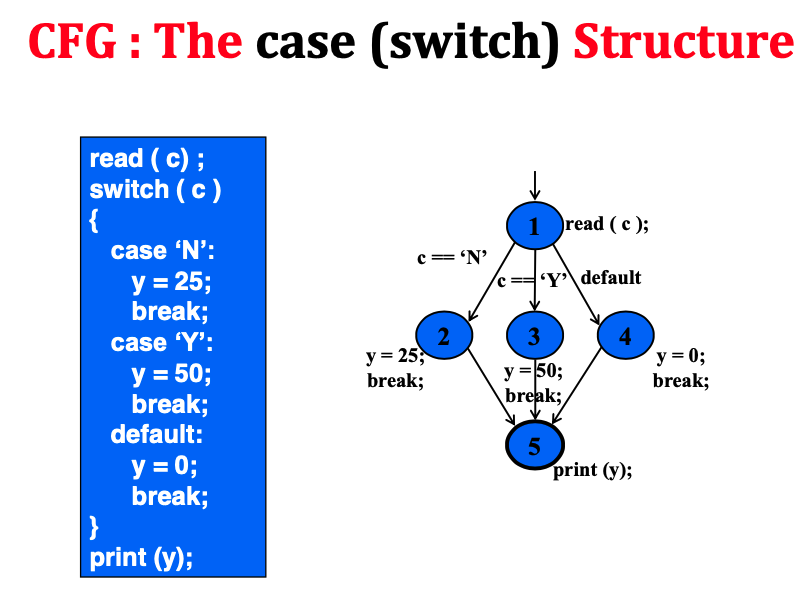 CFG : The case (switch) Structure
read ( c) ;
switch ( c )
{
case ‘N’:
y = 25;
break;
case ‘Y’:
y = 50;
break;
default:
y = 0;
break;
}
print (y);
1
read ( c );
c == ‘N’
c == ‘Y’
default
2
3
4
y = 25;
break;
y = 50;
break;
y = 0;
break;
5
print (y);